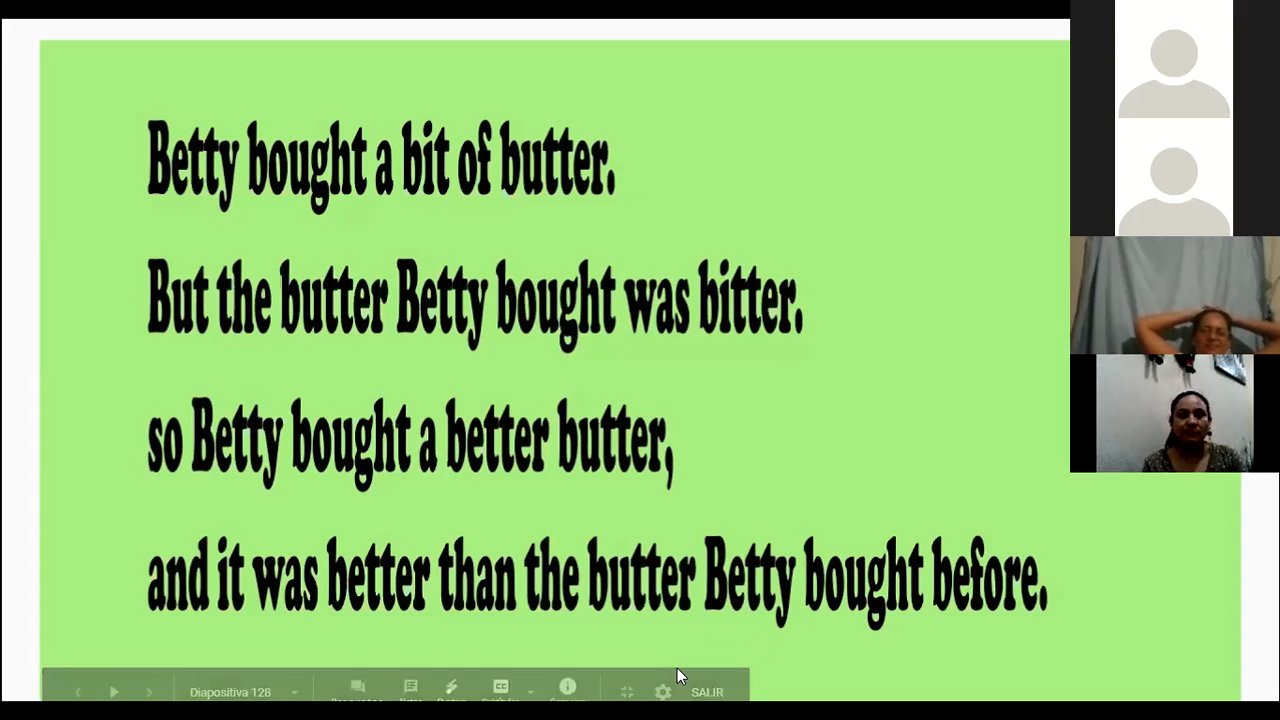 Betty bought a bit of butter.
But the butter Betty bought was bitter.
so Betty bought a better butter,
and it was better than the butter Betty bought before.
Diapositiva 128
SALIR